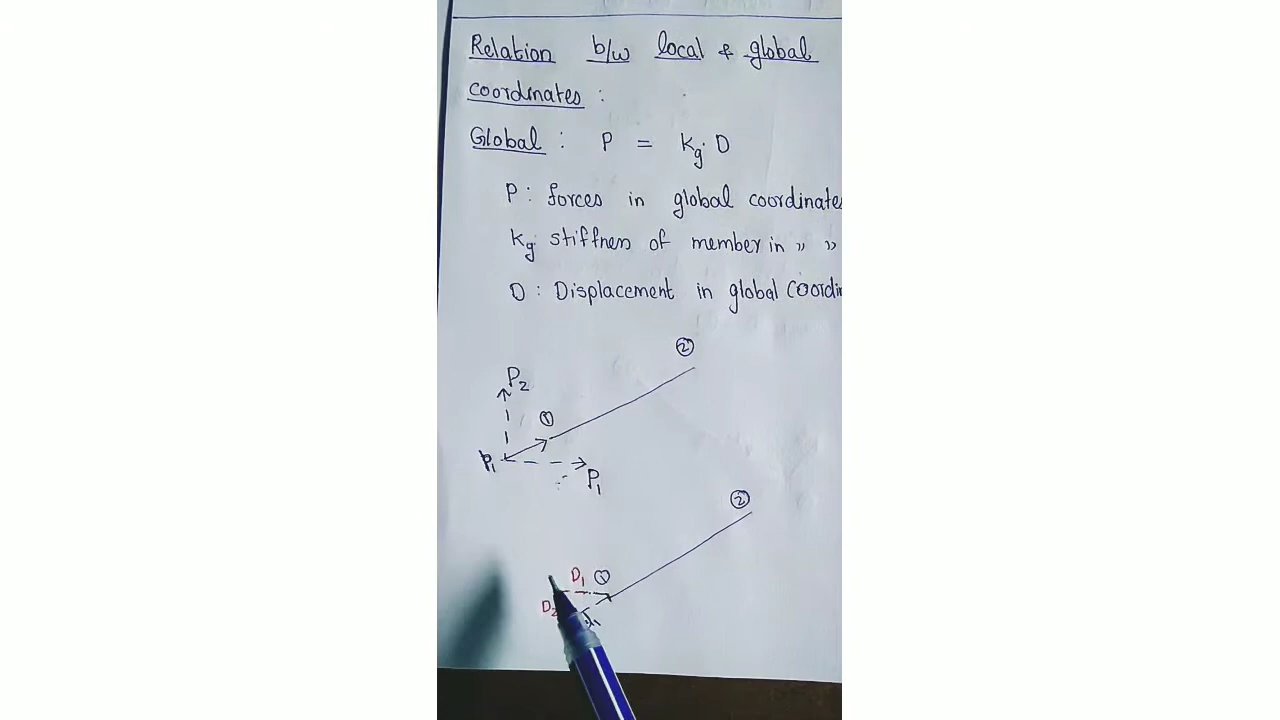 Relation b/w local & global
coordinates :
Global : P = Kg . D
P : forces in global coordinates
Kg stiffness of member in " "
D : Displacement in global
②
P2
①
P1
P1
②
D1 ①
D2